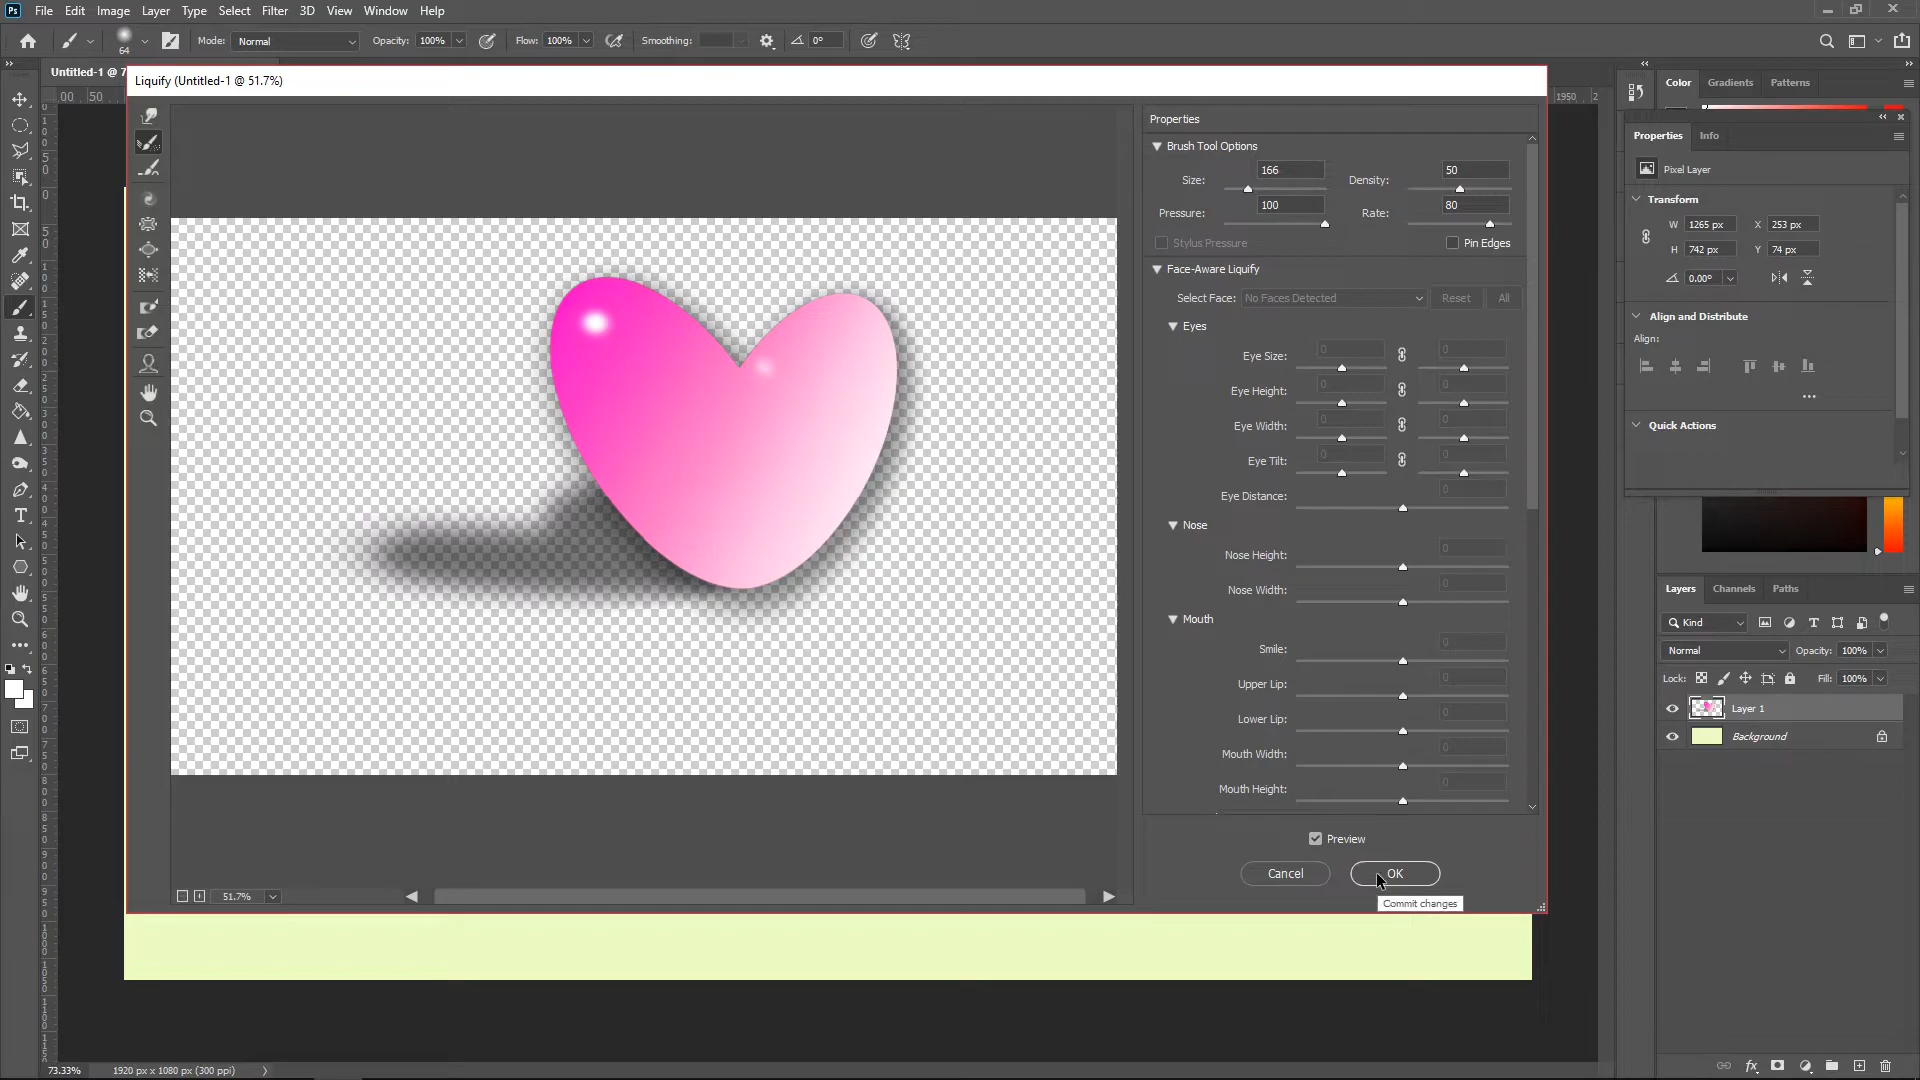 Ps File Edit Image Layer Type Select Filter 3D View Window Help
64 Mode: Normal Opacity: 100% Flow: 100% Smoothing: 0°
Untitled-1 @ 7
Liquify (Untitled-1 @ 51.7%)
00 50
1950 2
Properties
Brush Tool Options
Size: 166 Density: 50
Pressure: 100 Rate: 80
Stylus Pressure Pin Edges
Face-Aware Liquify
Select Face: No Faces Detected Reset All
Eyes
Eye Size: 0 0
Eye Height: 0 0
Eye Width: 0 0
Eye Tilt: 0 0
Eye Distance: 0
Nose
Nose Height: 0
Nose Width: 0
Mouth
Smile: 0
Upper Lip: 0
Lower Lip: 0
Mouth Width: 0
Mouth Height: 0
Preview
Cancel OK
Commit changes
51.7%
Color Gradients Patterns
Properties Info
Pixel Layer
Transform
W 1265 px X 253 px
H 742 px Y 74 px
0.00°
Align and Distribute
Align:
Quick Actions
Layers Channels Paths
Kind
Normal Opacity: 100%
Lock: Fill: 100%
Layer 1
Background
73.33% 1920 px x 1080 px (300 ppi)